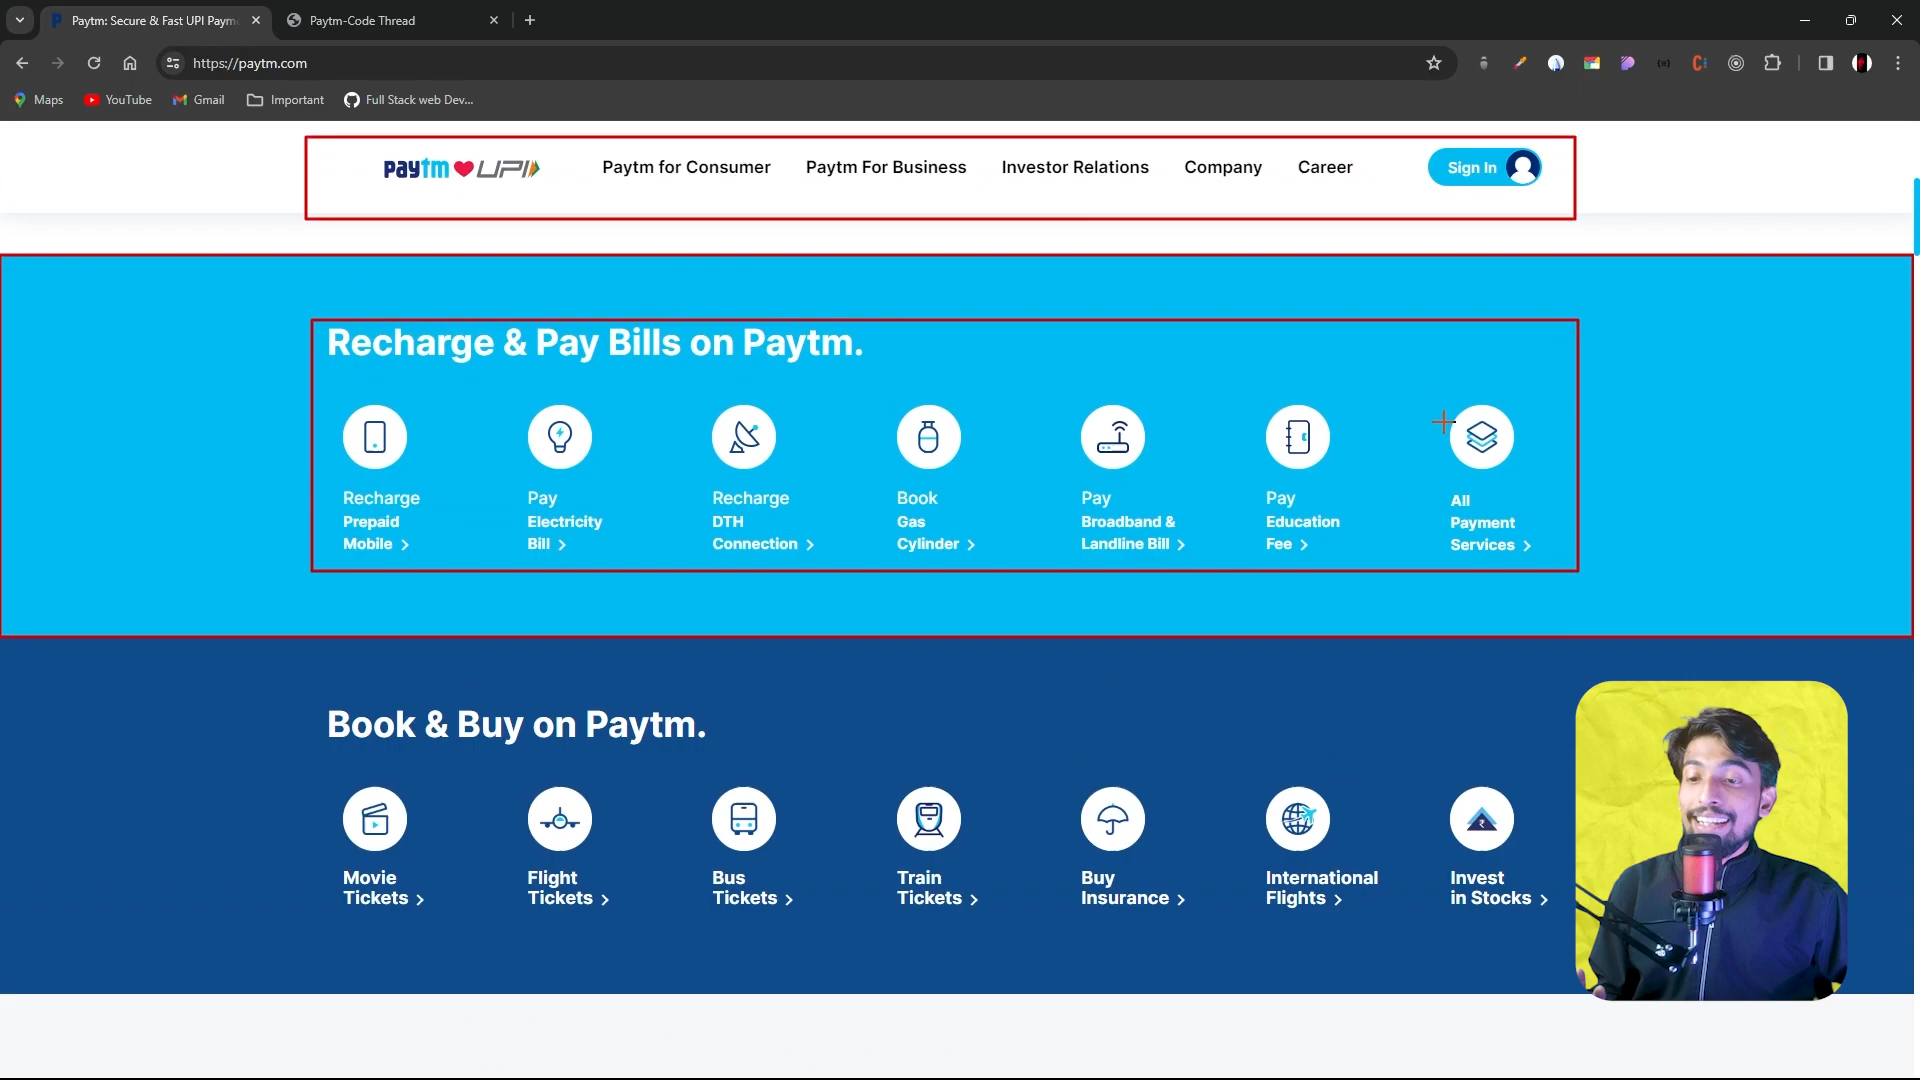 Paytm: Secure & Fast UPI Payme
Paytm-Code Thread
https://paytm.com
Maps
YouTube
Gmail
Important
Full Stack web Dev...
paytm UPI
Paytm for Consumer
Paytm For Business
Investor Relations
Company
Career
Sign In
Recharge & Pay Bills on Paytm.
Recharge
Prepaid
Mobile
Pay
Electricity
Bill
Recharge
DTH
Connection
Book
Gas
Cylinder
Pay
Broadband &
Landline Bill
Pay
Education
Fee
All
Payment
Services
Book & Buy on Paytm.
Movie
Tickets
Flight
Tickets
Bus
Tickets
Train
Tickets
Buy
Insurance
International
Flights
Invest
in Stocks